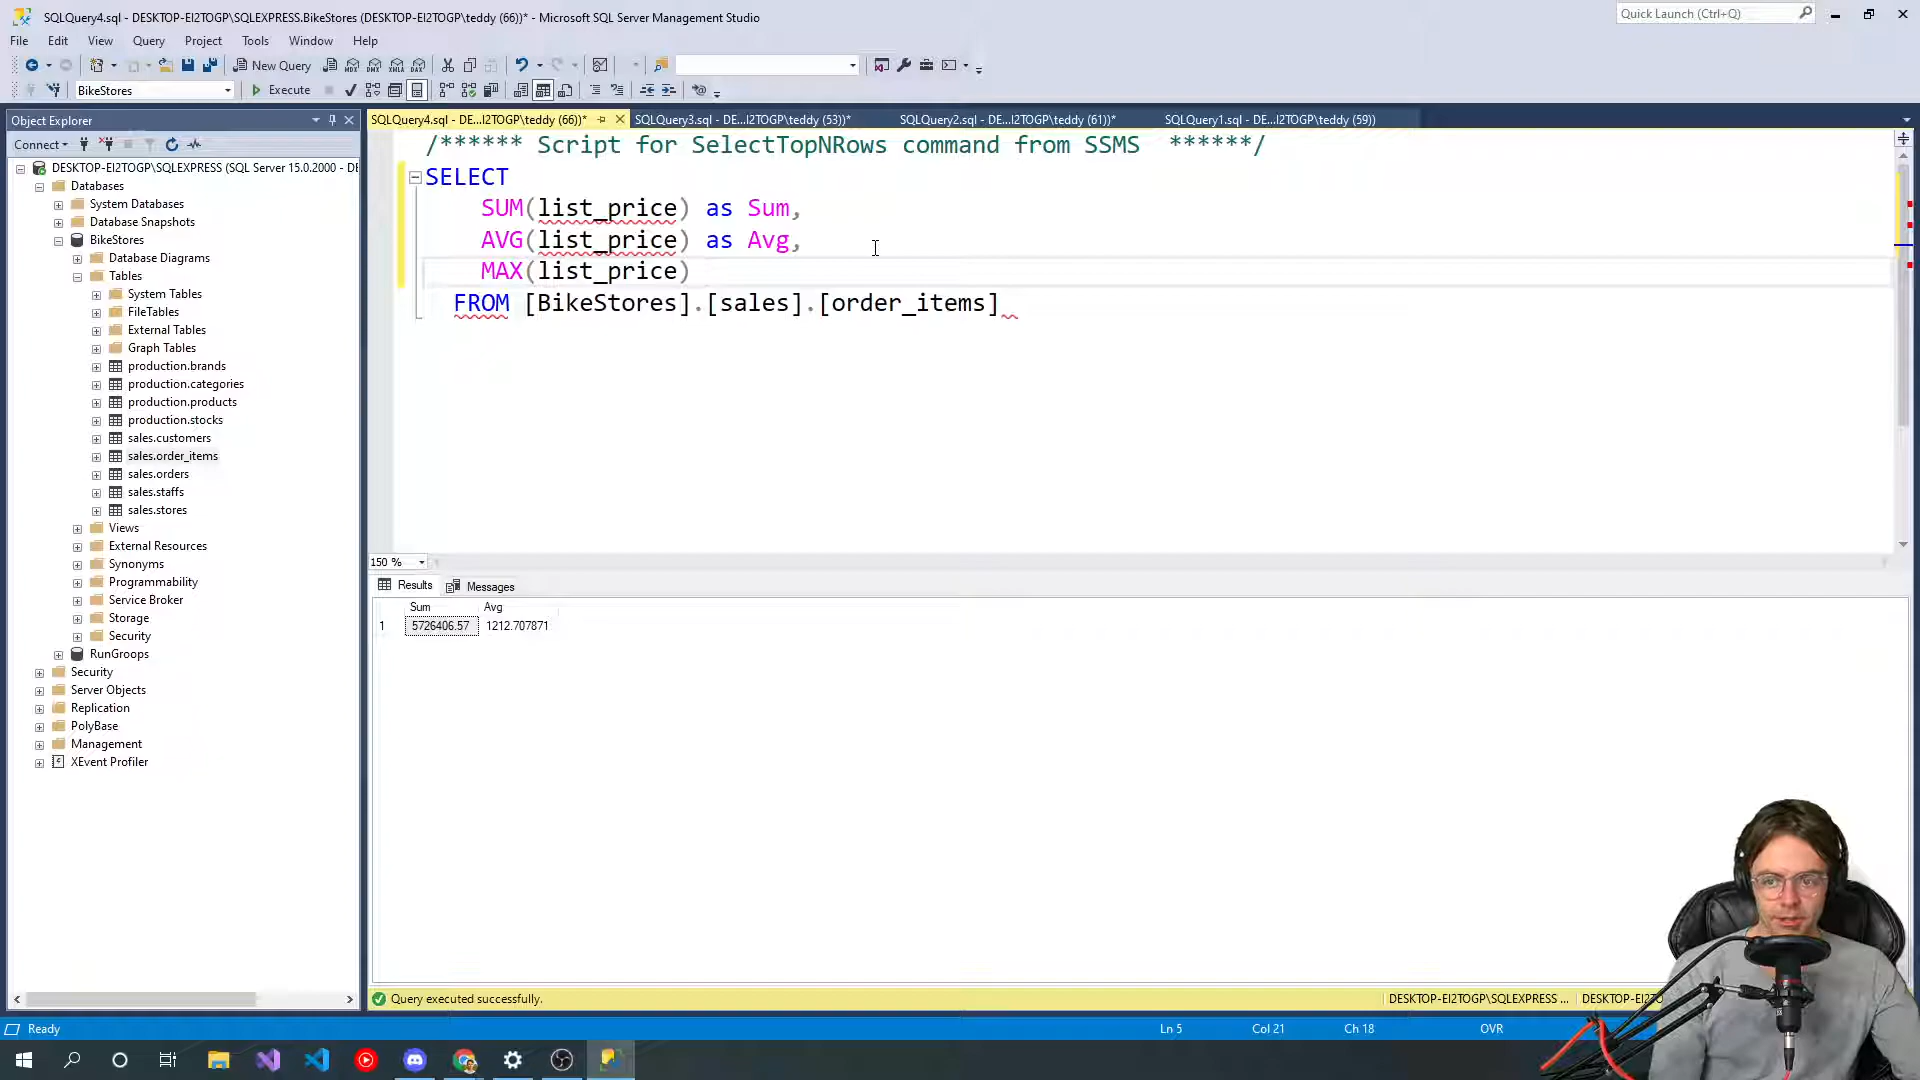 SQLQuery4.sql - DESKTOP-EI2TOGP\SQLEXPRESS.BikeStores (DESKTOP-EI2TOGP\teddy (66))* - Microsoft SQL Server Management Studio
Quick Launch (Ctrl+Q)
File Edit View Query Project Tools Window Help
New Query
MDX DMX XMLA DAX
BikeStores
Execute
Object Explorer
SQLQuery4.sql - DE...I2TOGP\teddy (66))*
SQLQuery3.sql - DE...I2TOGP\teddy (53))*
SQLQuery2.sql - DE...I2TOGP\teddy (61))*
SQLQuery1.sql - DE...I2TOGP\teddy (59))
Connect
DESKTOP-EI2TOGP\SQLEXPRESS (SQL Server 15.0.2000 - DE
Databases
System Databases
Database Snapshots
BikeStores
Database Diagrams
Tables
System Tables
FileTables
External Tables
Graph Tables
production.brands
production.categories
production.products
production.stocks
sales.customers
sales.order_items
sales.orders
sales.staffs
sales.stores
Views
External Resources
Synonyms
Programmability
Service Broker
Storage
Security
RunGroops
Security
Server Objects
Replication
PolyBase
Management
XEvent Profiler
/****** Script for SelectTopNRows command from SSMS ******/
SELECT
SUM(list_price) as Sum,
AVG(list_price) as Avg,
MAX(list_price)
FROM [BikeStores].[sales].[order_items]
150 %
Results Messages
Sum Avg
1 5726406.57 1212.707871
Query executed successfully.
DESKTOP-EI2TOGP\SQLEXPRESS ...
DESKTOP-EI2TO
Ready
Ln 5
Col 21
Ch 18
OVR